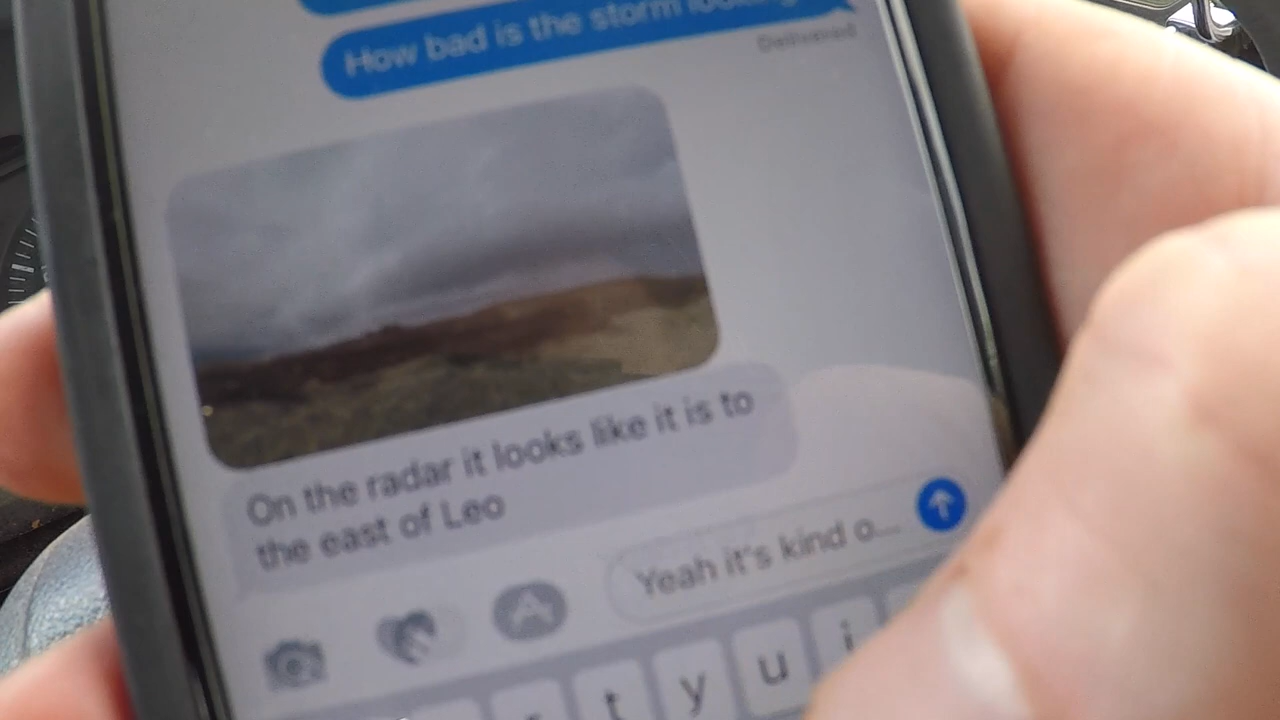 How bad is the storm looking
Delivered
On the radar it looks like it is to
the east of Leo
Yeah it's kind o...
t y u i